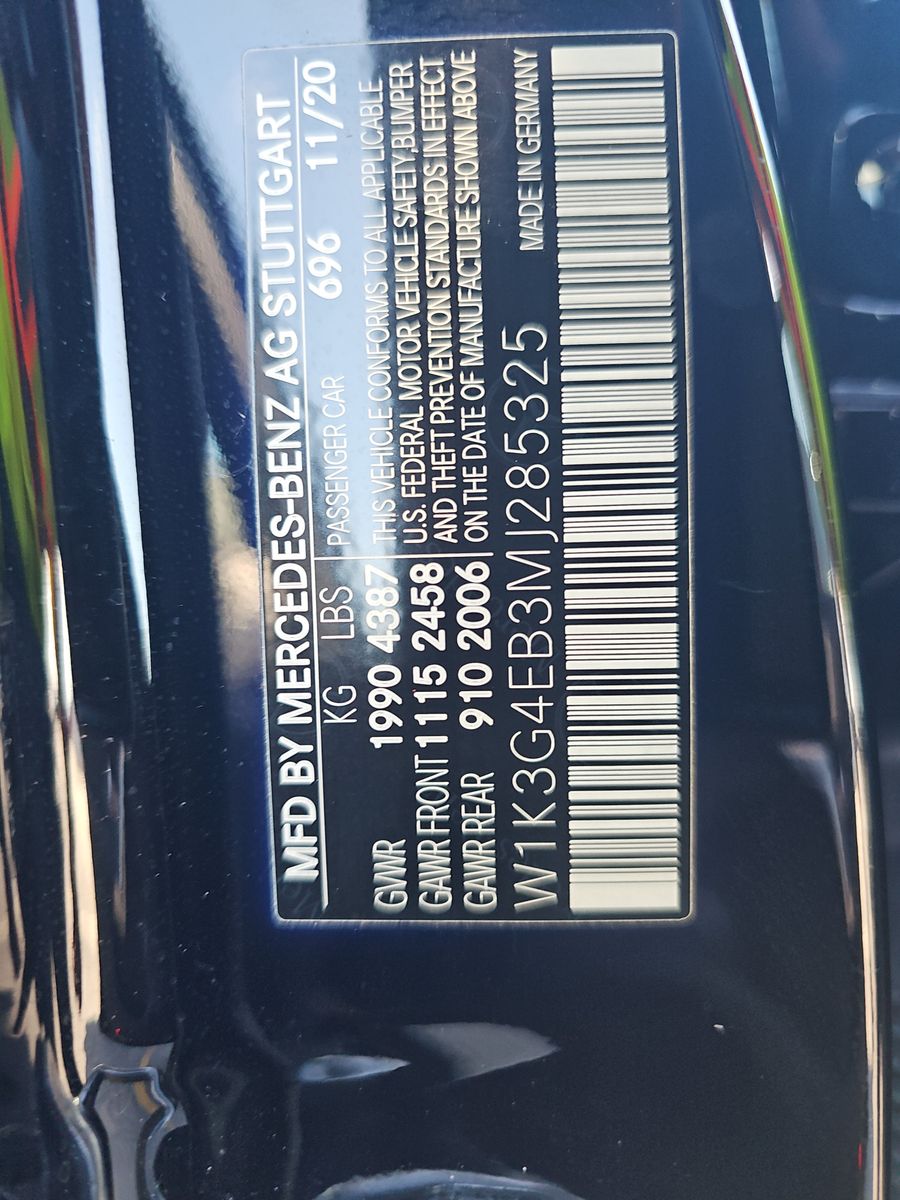 MFD BY MERCEDES-BENZ AG STUTTGART
KG LBS PASSENGER CAR 696 11/20
GVWR 1990 4387 THIS VEHICLE CONFORMS TO ALL APPLICABLE
GAWR FRONT 1115 2458 U.S. FEDERAL MOTOR VEHICLE SAFETY, BUMPER
AND THEFT PREVENTION STANDARDS IN EFFECT
GAWR REAR 910 2006 ON THE DATE OF MANUFACTURE SHOWN ABOVE
W1K3G4EB3MJ285325 MADE IN GERMANY